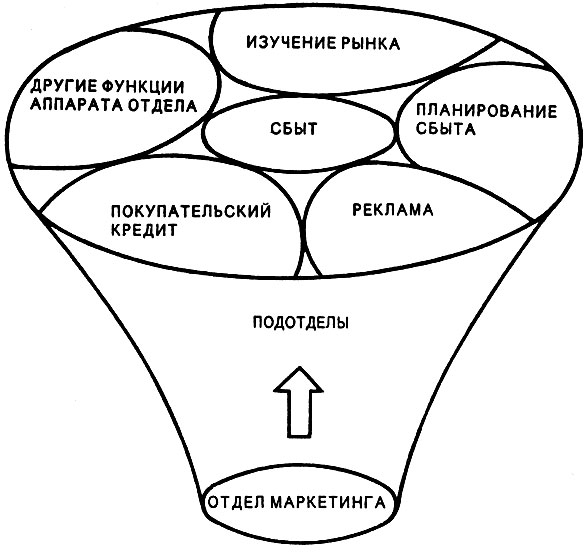 ИЗУЧЕНИЕ РЫНКА
ДРУГИЕ ФУНКЦИИ
АППАРАТА ОТДЕЛА
СБЫТ
ПЛАНИРОВАНИЕ
СБЫТА
ПОКУПАТЕЛЬСКИЙ
КРЕДИТ
РЕКЛАМА
ПОДОТДЕЛЫ
ОТДЕЛ МАРКЕТИНГА